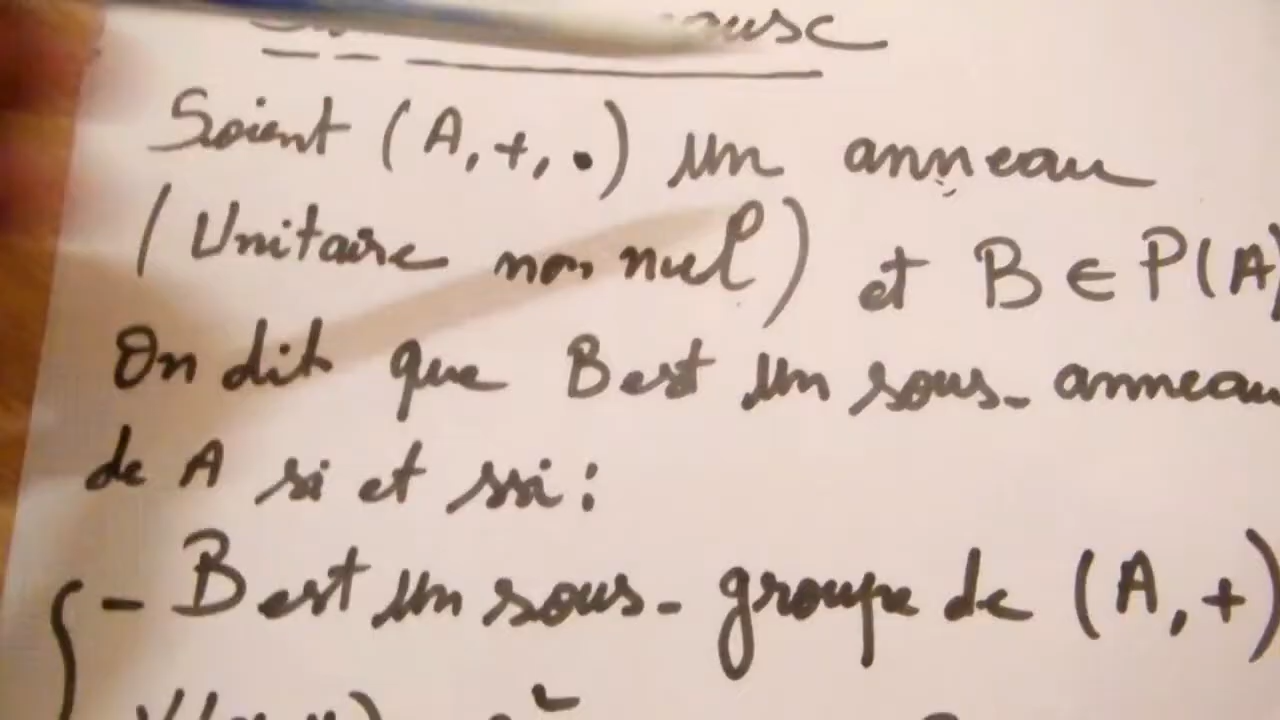 Soient (A, +, •) un anneau
(Unitaire non nul) et B ∈ P(A)
On dit que B est un sous-anneau
de A si et ssi :
- B est un sous-groupe de (A, +)